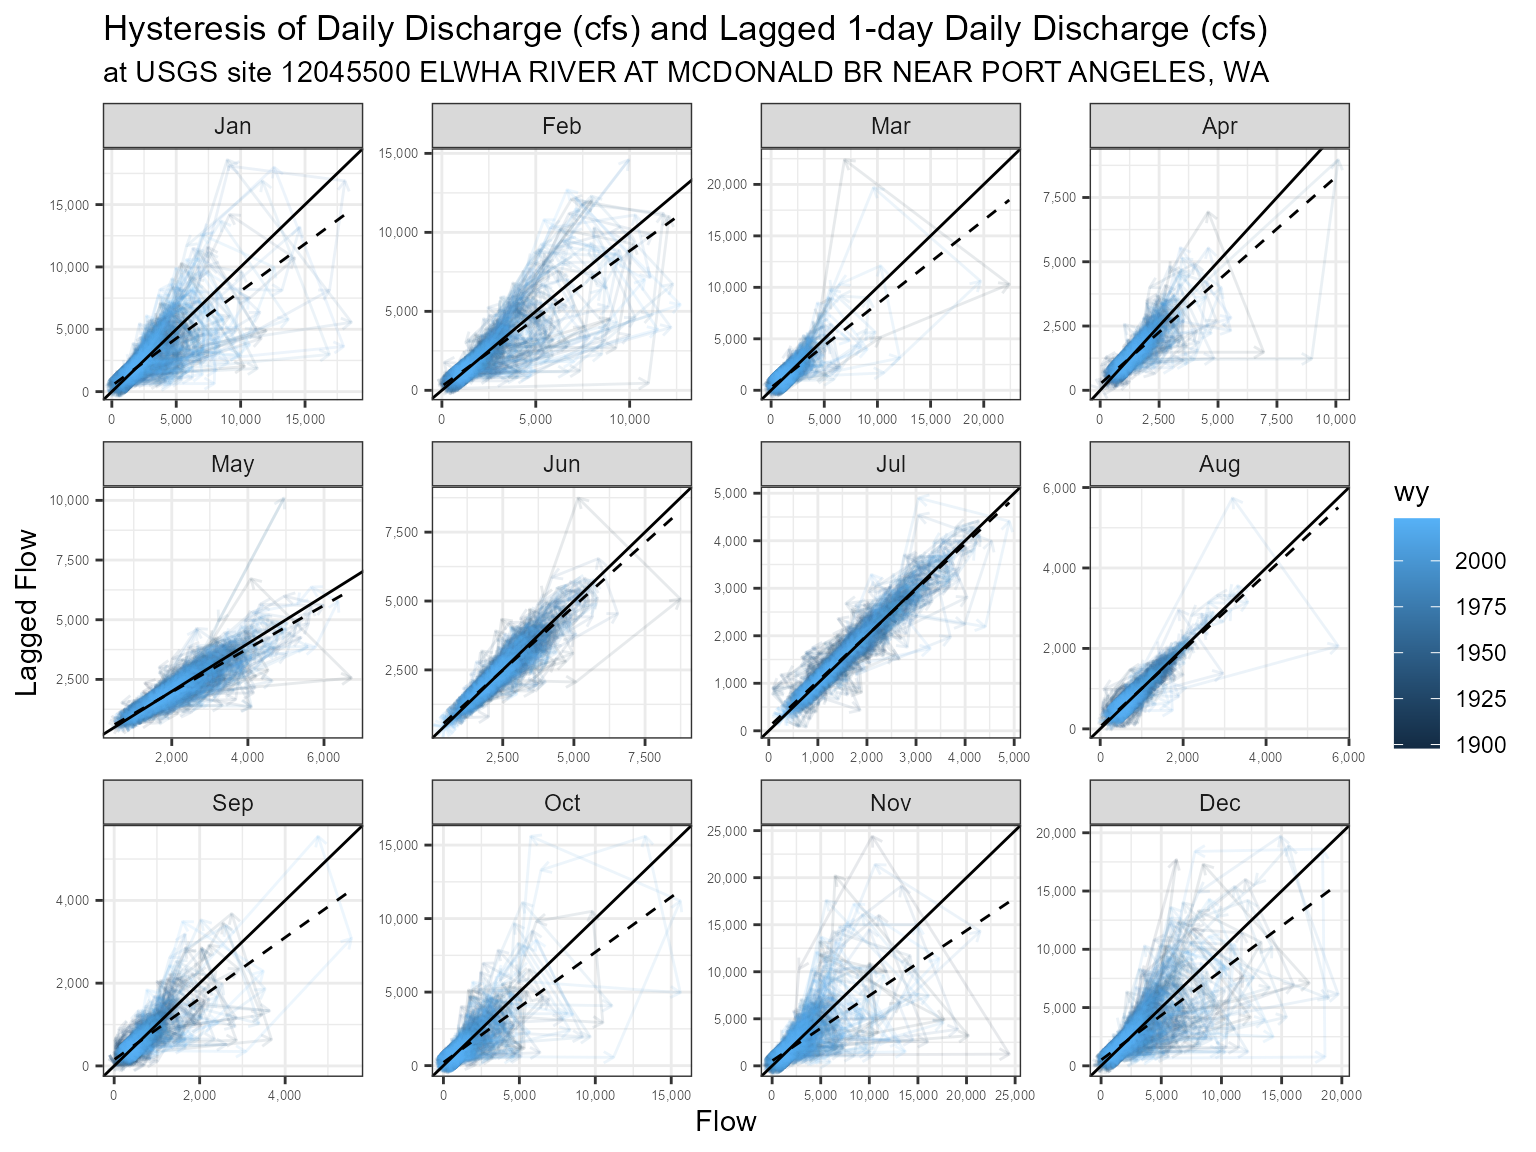 Hysteresis of Daily Discharge (cfs) and Lagged 1-day Daily Discharge (cfs)
at USGS site 12045500 ELWHA RIVER AT MCDONALD BR NEAR PORT ANGELES, WA
Jan
Feb
Mar
Apr
15,000
10,000
5,000
0
15,000
10,000
5,000
0
20,000
15,000
10,000
5,000
0
7,500
5,000
2,500
0
0 5,000 10,000 15,000
0 5,000 10,000
0 5,000 10,000 15,000 20,000
0 2,500 5,000 7,500 10,000
May
Jun
Jul
Aug
10,000
7,500
5,000
2,500
7,500
5,000
2,500
5,000
4,000
3,000
2,000
1,000
0
6,000
4,000
2,000
0
2,000 4,000 6,000
2,500 5,000 7,500
0 1,000 2,000 3,000 4,000 5,000
0 2,000 4,000 6,000
Sep
Oct
Nov
Dec
4,000
2,000
0
15,000
10,000
5,000
0
25,000
20,000
15,000
10,000
5,000
0
20,000
15,000
10,000
5,000
0
0 2,000 4,000
0 5,000 10,000 15,000
0 5,000 10,000 15,000 20,000 25,000
0 5,000 10,000 15,000 20,000
Lagged Flow
Flow
wy
2000
1975
1950
1925
1900